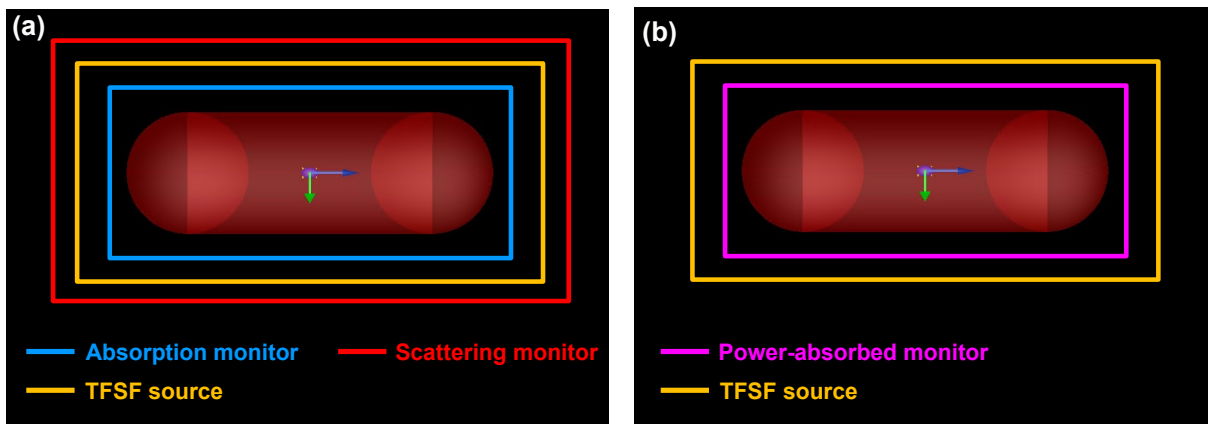 (a)
Absorption monitor
Scattering monitor
TFSF source
(b)
Power-absorbed monitor
TFSF source